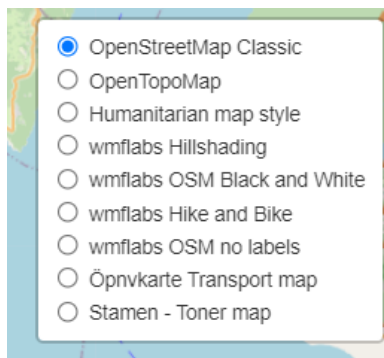 OpenStreetMap Classic
OpenTopoMap
Humanitarian map style
wmflabs Hillshading
wmflabs OSM Black and White
wmflabs Hike and Bike
wmflabs OSM no labels
Öpnvkarte Transport map
Stamen - Toner map